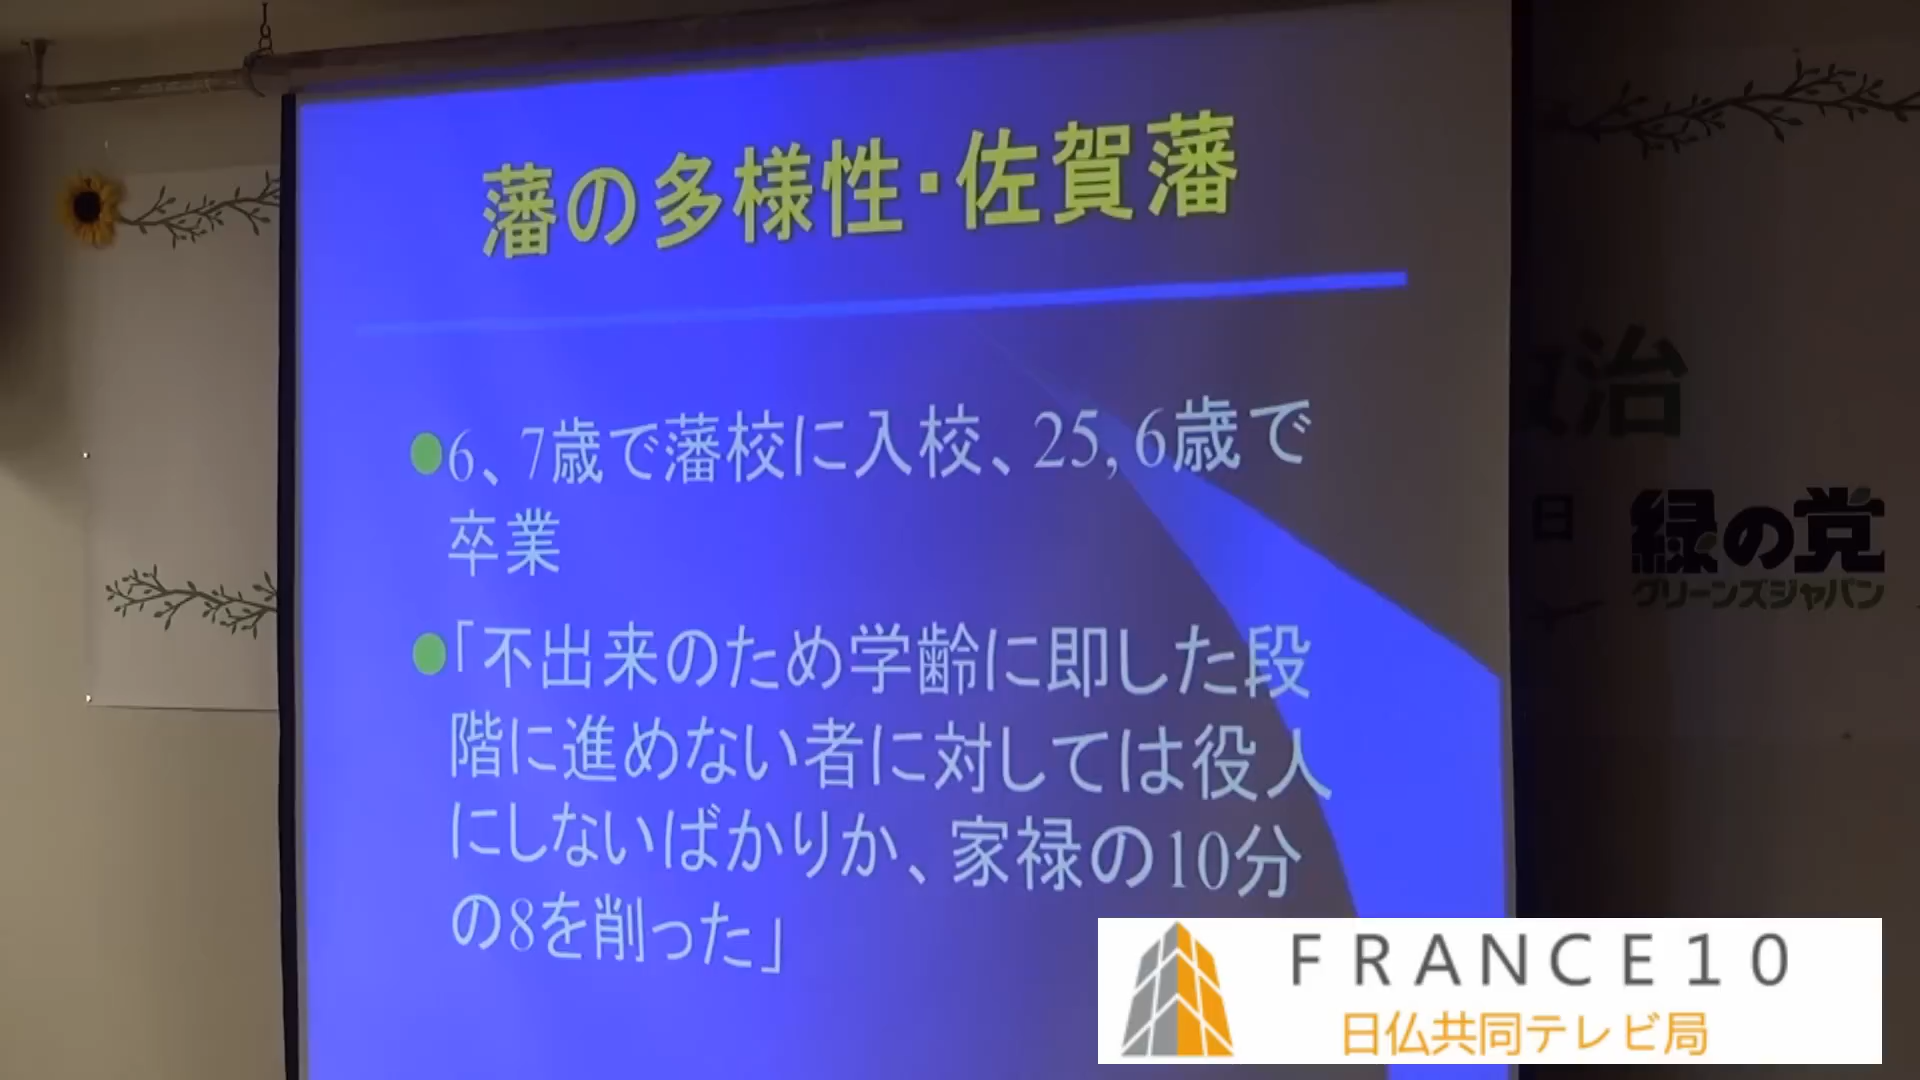 藩の多様性・佐賀藩
●6、7歳で藩校に入校、25, 6歳で
卒業
●「不出来のため学齢に即した段
階に進めない者に対しては役人
にしないばかりか、家禄の10分
の8を削った」
治
日
緑の党
グリーンズジャパン
FRANCE10
日仏共同テレビ局